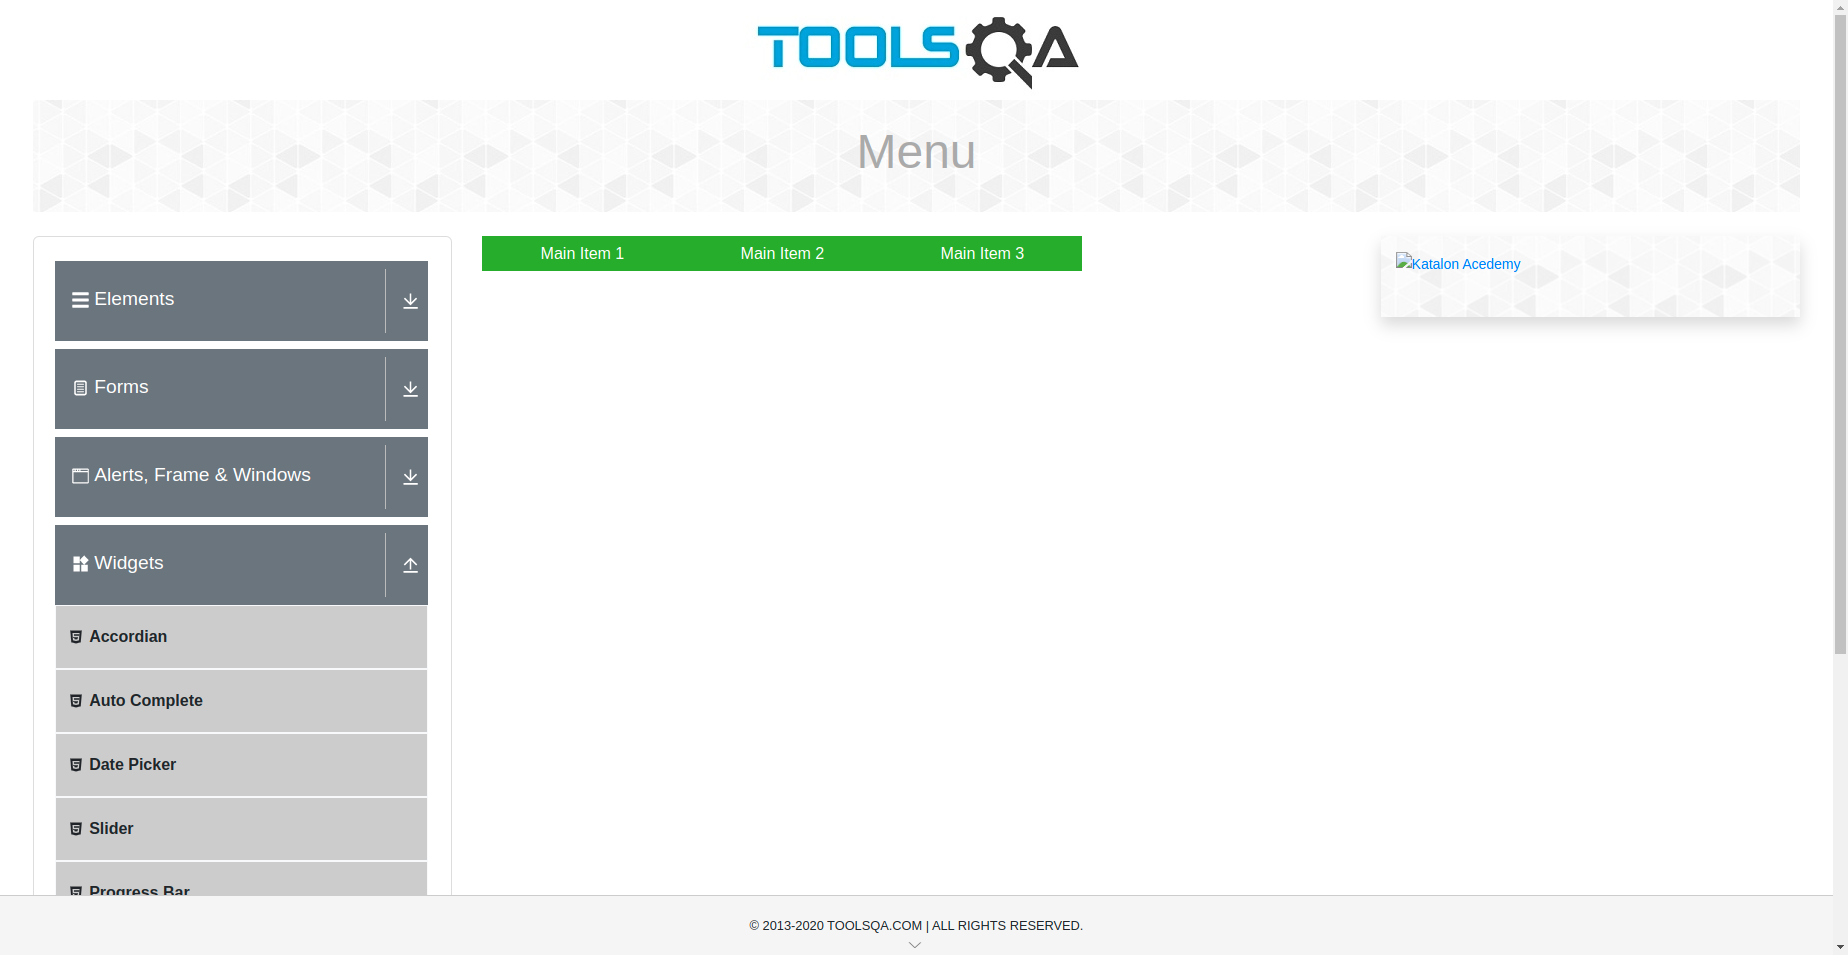 TOOLSQA
Menu
Elements
Forms
Alerts, Frame & Windows
Widgets
Accordian
Auto Complete
Date Picker
Slider
Progress Bar
Main Item 1
Main Item 2
Main Item 3
Katalon Acedemy
© 2013-2020 TOOLSQA.COM | ALL RIGHTS RESERVED.